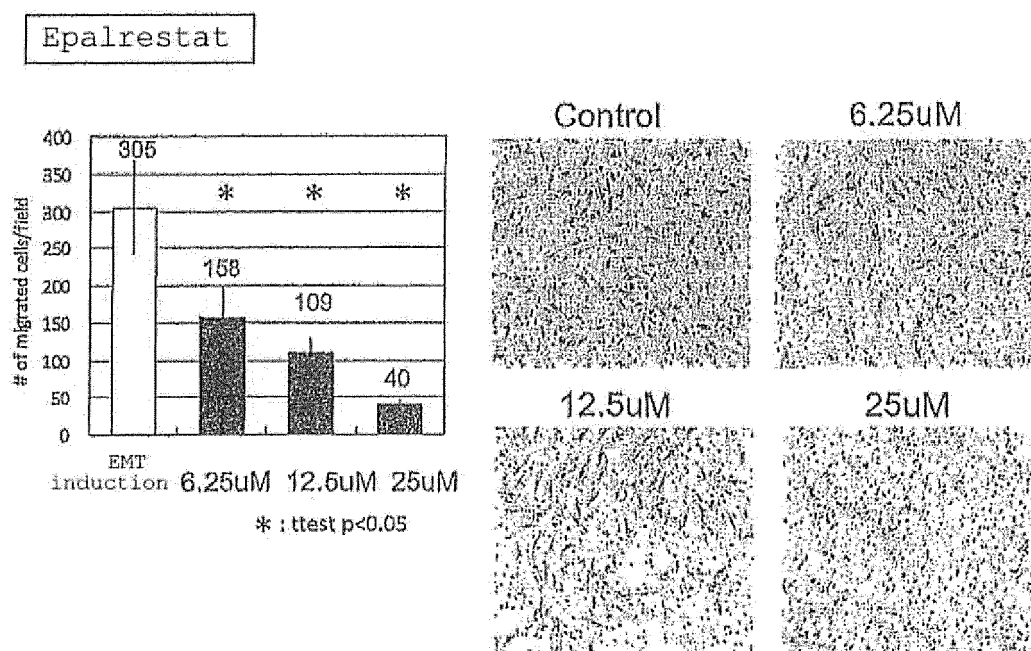 Epalrestat
# of migrated cells/field
400
350
300
250
200
150
100
50
0
305
158
109
40
*
*
*
EMT
induction
6.25uM
12.5uM
25uM
* : ttest p<0.05
Control
6.25uM
12.5uM
25uM